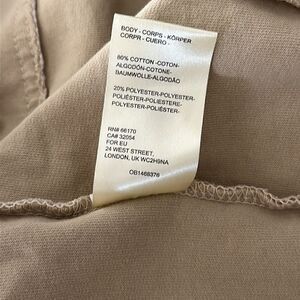 BODY - CORPS - KÖRPER
CORPR - CUERO -
80% COTTON -COTON-
ALGODÓN-COTONE-
BAUMWOLLE-ALGODÃO
20% POLYESTER-POLYESTER-
POLIÉSTER-POLIESTERE-
POLYESTER-POLIÉSTER-
RN# 66170
CA# 32054
FOR EU
24 WEST STREET,
LONDON, UK WC2H9NA
OB1468376